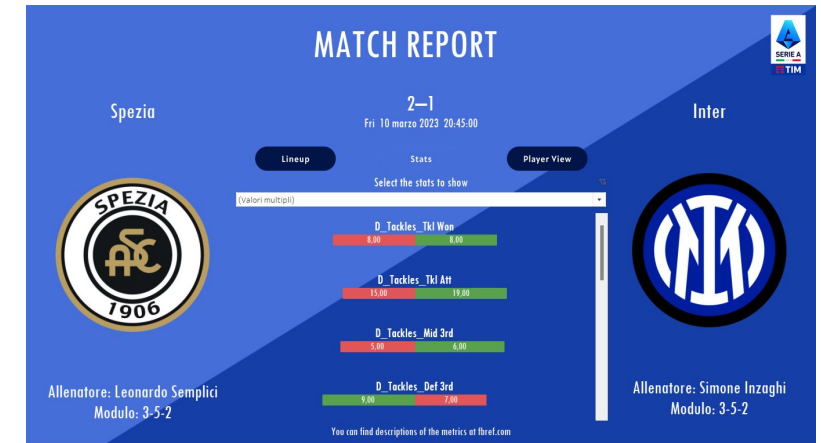 MATCH REPORT
SERIE A
TIM
Spezia
2–1
Inter
Fri 10 marzo 2023 20:45:00
Lineup
Stats
Player View
Select the stats to show
(Valori multipli)
SPEZIA
ASC
1906
D_Tackles_Tkl Won
8,00 8,00
D_Tackles_Tkl Att
15,00 19,00
D_Tackles_Mid 3rd
5,00 6,00
D_Tackles_Def 3rd
9,00 7,00
Allenatore: Leonardo Semplici
Modulo: 3-5-2
Allenatore: Simone Inzaghi
Modulo: 3-5-2
You can find descriptions of the metrics at fbref.com